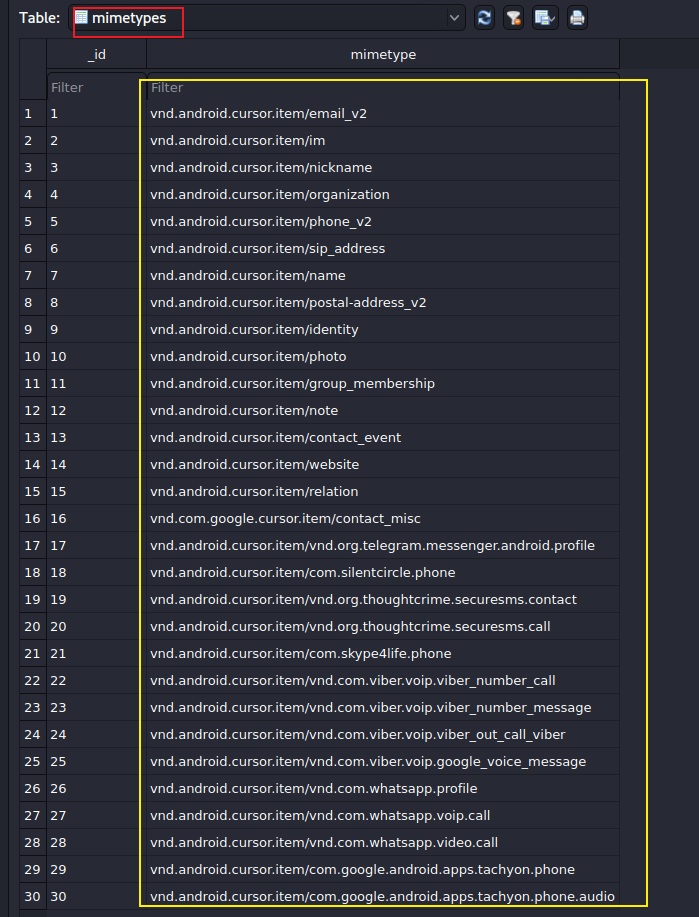 Table: mimetypes
_id mimetype
Filter Filter
1 1 vnd.android.cursor.item/email_v2
2 2 vnd.android.cursor.item/im
3 3 vnd.android.cursor.item/nickname
4 4 vnd.android.cursor.item/organization
5 5 vnd.android.cursor.item/phone_v2
6 6 vnd.android.cursor.item/sip_address
7 7 vnd.android.cursor.item/name
8 8 vnd.android.cursor.item/postal-address_v2
9 9 vnd.android.cursor.item/identity
10 10 vnd.android.cursor.item/photo
11 11 vnd.android.cursor.item/group_membership
12 12 vnd.android.cursor.item/note
13 13 vnd.android.cursor.item/contact_event
14 14 vnd.android.cursor.item/website
15 15 vnd.android.cursor.item/relation
16 16 vnd.com.google.cursor.item/contact_misc
17 17 vnd.android.cursor.item/vnd.org.telegram.messenger.android.profile
18 18 vnd.android.cursor.item/com.silentcircle.phone
19 19 vnd.android.cursor.item/vnd.org.thoughtcrime.securesms.contact
20 20 vnd.android.cursor.item/vnd.org.thoughtcrime.securesms.call
21 21 vnd.android.cursor.item/com.skype4life.phone
22 22 vnd.android.cursor.item/vnd.com.viber.voip.viber_number_call
23 23 vnd.android.cursor.item/vnd.com.viber.voip.viber_number_message
24 24 vnd.android.cursor.item/vnd.com.viber.voip.viber_out_call_viber
25 25 vnd.android.cursor.item/vnd.com.viber.voip.google_voice_message
26 26 vnd.android.cursor.item/vnd.com.whatsapp.profile
27 27 vnd.android.cursor.item/vnd.com.whatsapp.voip.call
28 28 vnd.android.cursor.item/vnd.com.whatsapp.video.call
29 29 vnd.android.cursor.item/com.google.android.apps.tachyon.phone
30 30 vnd.android.cursor.item/com.google.android.apps.tachyon.phone.audio